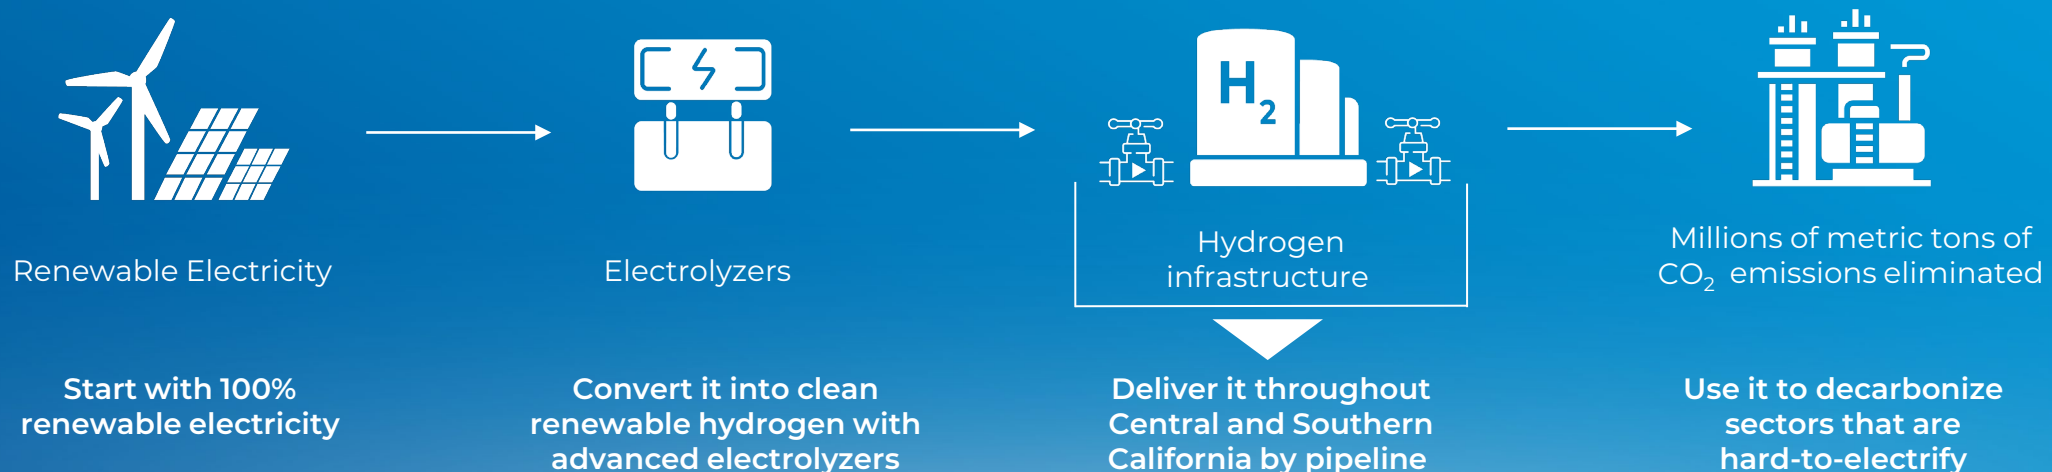 H₂
Renewable Electricity
Electrolyzers
Hydrogen
infrastructure
Millions of metric tons of
CO₂ emissions eliminated
Start with 100%
renewable electricity
Convert it into clean
renewable hydrogen with
advanced electrolyzers
Deliver it throughout
Central and Southern
California by pipeline
Use it to decarbonize
sectors that are
hard-to-electrify